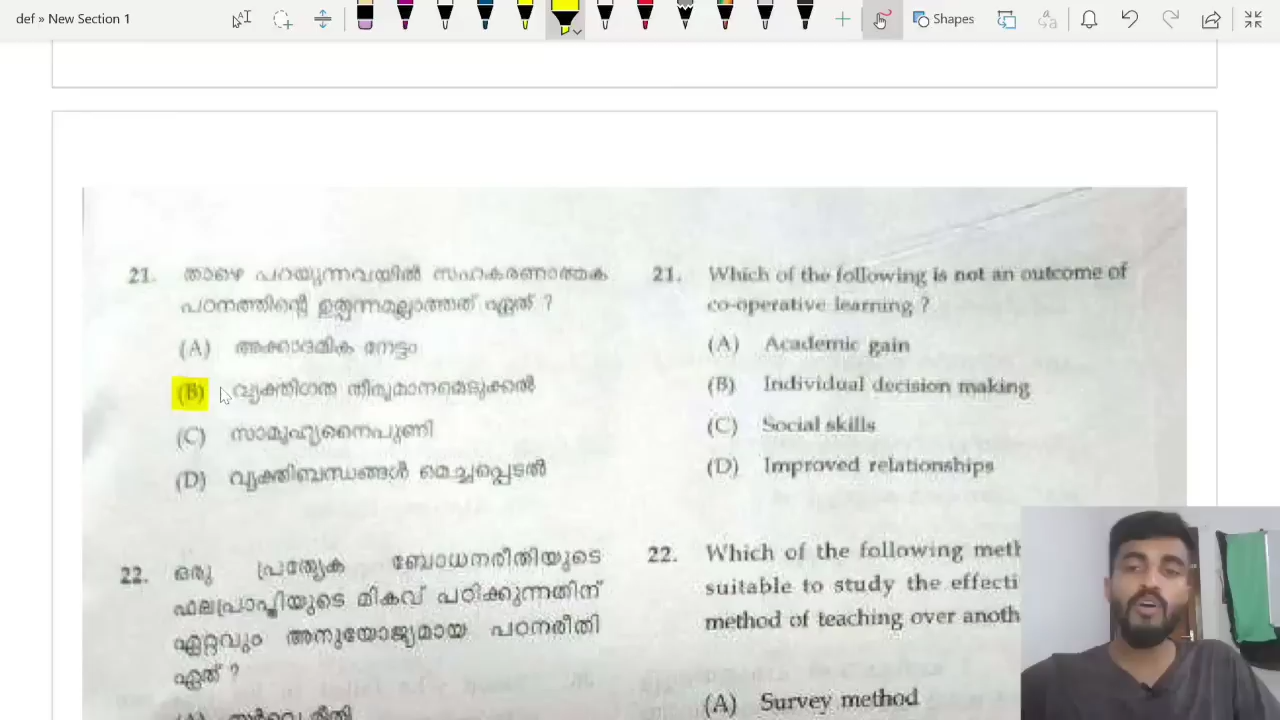 def » New Section 1
Shapes
21. താഴെ പറയുന്നവയിൽ സഹകരണാത്മക
പഠനത്തിന്റെ ഉത്പന്നമല്ലാത്തത് ഏത് ?
(A) അക്കാദമിക നേട്ടം
(B) വ്യക്തിഗത തീരുമാനമെടുക്കൽ
(C) സാമൂഹ്യനൈപുണി
(D) വ്യക്തിബന്ധങ്ങൾ മെച്ചപ്പെടൽ
22. ഒരു പ്രത്യേക ബോധനരീതിയുടെ
ഫലപ്രാപ്തിയുടെ മികവ് പഠിക്കുന്നതിന്
ഏറ്റവും അനുയോജ്യമായ പഠനരീതി
ഏത് ?
(A) സർവെ രീതി
21. Which of the following is not an outcome of
co-operative learning ?
(A) Academic gain
(B) Individual decision making
(C) Social skills
(D) Improved relationships
22. Which of the following meth
suitable to study the effecti
method of teaching over anoth
(A) Survey method